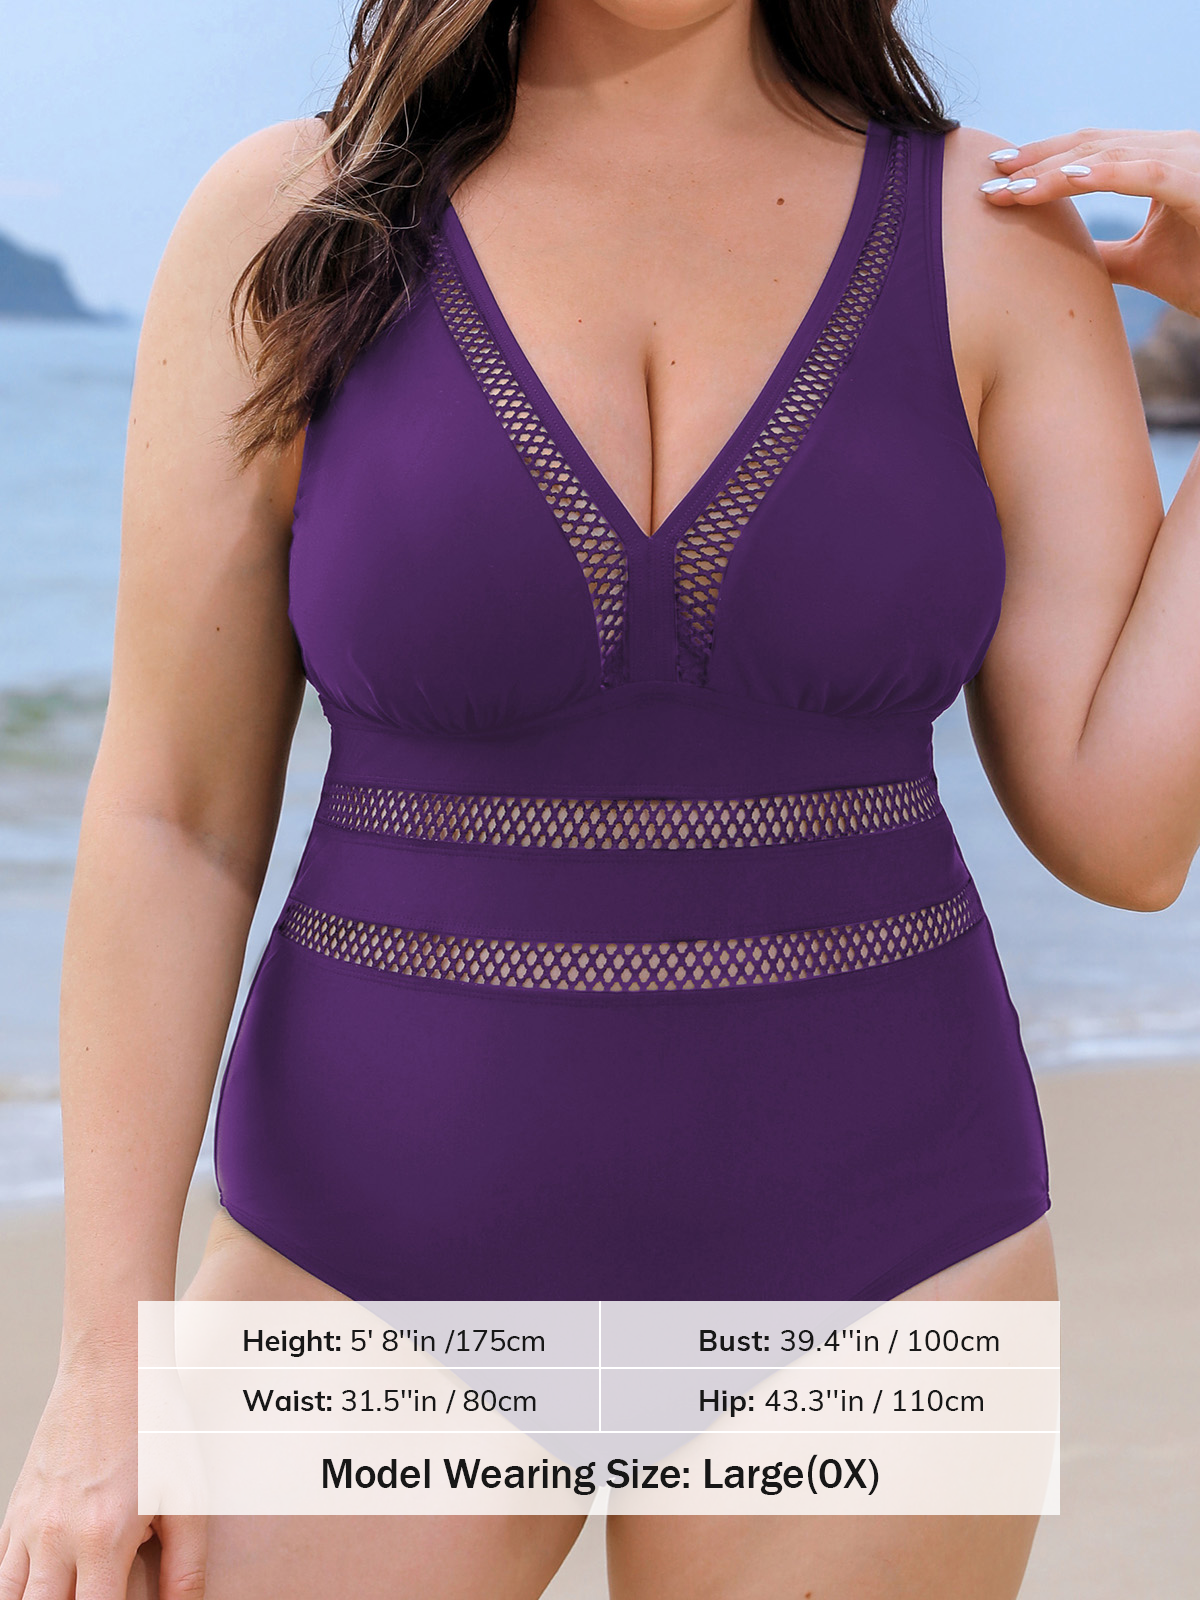 Height: 5' 8''in /175cm
Bust: 39.4''in / 100cm
Waist: 31.5''in / 80cm
Hip: 43.3''in / 110cm
Model Wearing Size: Large(0X)